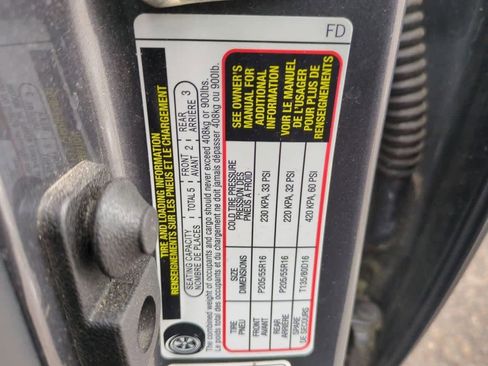 FD
TIRE AND LOADING INFORMATION
RENSEIGNEMENTS SUR LES PNEUS ET LE CHARGEMENT
SEATING CAPACITY TOTAL 5 FRONT 2 REAR 3
NOMBRE DE PLACES AVANT ARRIÈRE
The combined weight of occupants and cargo should never exceed 408kg or 900lbs.
Le poids total des occupants et du chargement ne doit jamais dépasser 408kg ou 900lb.
TIRE SIZE COLD TIRE PRESSURE
PNEU DIMENSIONS PRESSION DES PNEUS À FROID
FRONT P205/55R16 230 KPA, 33 PSI
AVANT
REAR P205/55R16 220 KPA, 32 PSI
ARRIÈRE
SPARE T135/80D16 420 KPA, 60 PSI
DE SECOURS
SEE OWNER'S
MANUAL FOR
ADDITIONAL
INFORMATION
VOIR LE MANUEL
DE L'USAGER
POUR PLUS DE
RENSEIGNEMENTS